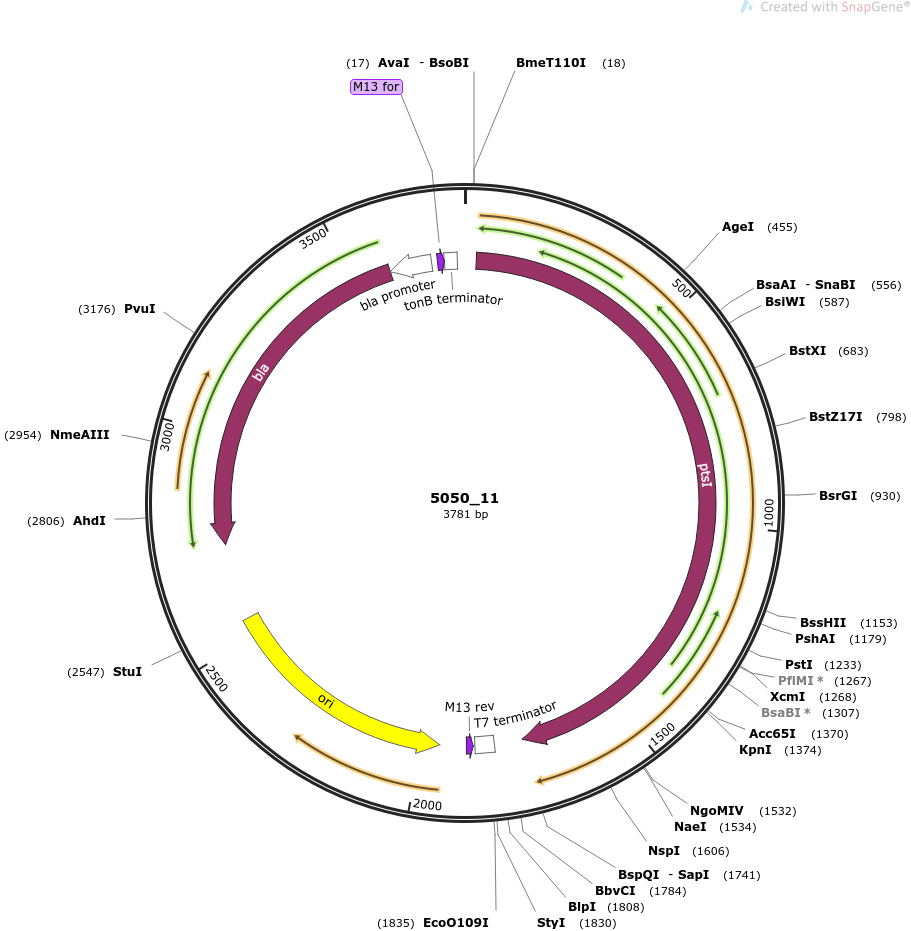 Created with SnapGene®
(17) AvaI - BsoBI
BmeT110I (18)
M13 for
AgeI (455)
BsaAI - SnaBI (556)
BsiWI (587)
BstXI (683)
BstZ17I (798)
BsrGI (930)
BssHII (1153)
PshAI (1179)
PstI (1233)
PflMI * (1267)
XcmI (1268)
BsaBI * (1307)
Acc65I (1370)
KpnI (1374)
NgoMIV (1532)
NaeI (1534)
NspI (1606)
BspQI - SapI (1741)
BbvCI (1784)
BlpI (1808)
StyI (1830)
(1835) EcoO109I
(2547) StuI
(2806) AhdI
(2954) NmeAIII
(3176) PvuI
500
1000
1500
2000
2500
3000
3500
bla promoter
tonB terminator
bla
ptsI
5050_11
3781 bp
M13 rev
T7 terminator
ori